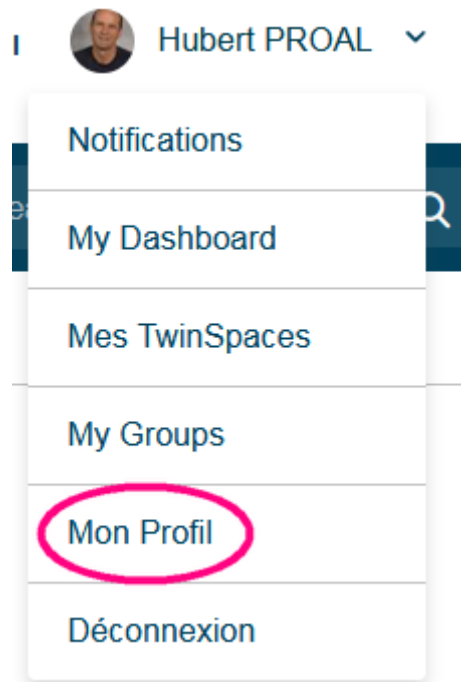 Hubert PROAL
Notifications
My Dashboard
Mes TwinSpaces
My Groups
Mon Profil
Déconnexion